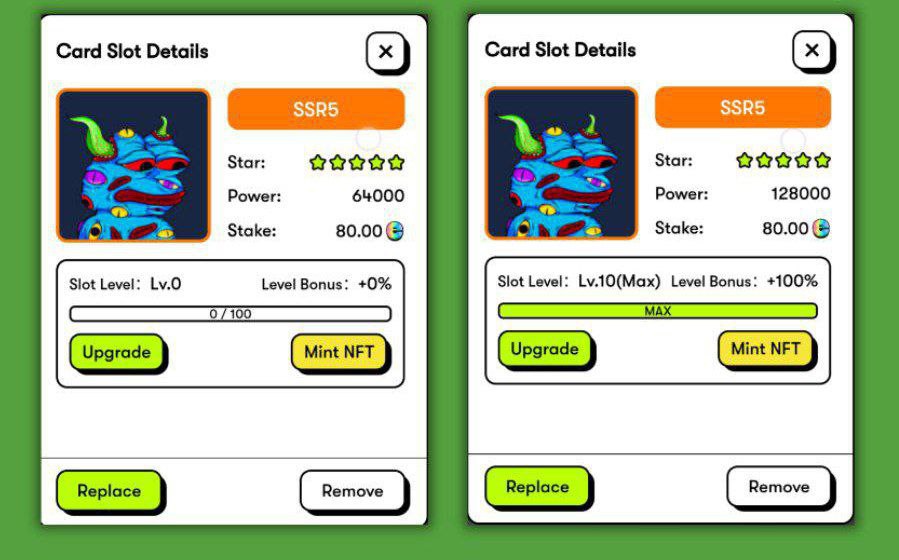 Card Slot Details
SSR5
Star:
Power: 64000
Stake: 80.00
Slot Level: Lv.0 Level Bonus: +0%
0 / 100
Upgrade Mint NFT
Replace Remove
Card Slot Details
SSR5
Star:
Power: 128000
Stake: 80.00
Slot Level: Lv.10(Max) Level Bonus: +100%
MAX
Upgrade Mint NFT
Replace Remove